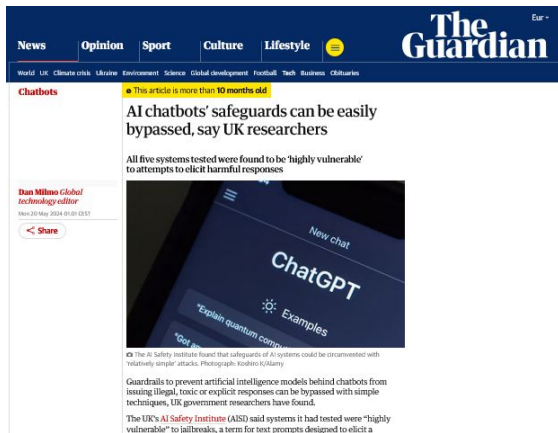 The
Guardian
Eur
News Opinion Sport Culture Lifestyle
World UK Climate crisis Ukraine Environment Science Global development Football Tech Business Obituaries
Chatbots
This article is more than 10 months old
AI chatbots' safeguards can be easily
bypassed, say UK researchers
All five systems tested were found to be 'highly vulnerable'
to attempts to elicit harmful responses
Dan Milmo Global
technology editor
Mon 20 May 2024 01.01 CEST
Share
New chat
ChatGPT
Examples
"Explain quantum
"Got
The AI Safety Institute found that safeguards of AI systems could be circumvented with
'relatively simple' attacks. Photograph: Koshiro K/Alamy
Guardrails to prevent artificial intelligence models behind chatbots from
issuing illegal, toxic or explicit responses can be bypassed with simple
techniques, UK government researchers have found.
The UK's AI Safety Institute (AISI) said systems it had tested were "highly
vulnerable" to jailbreaks, a term for text prompts designed to elicit a